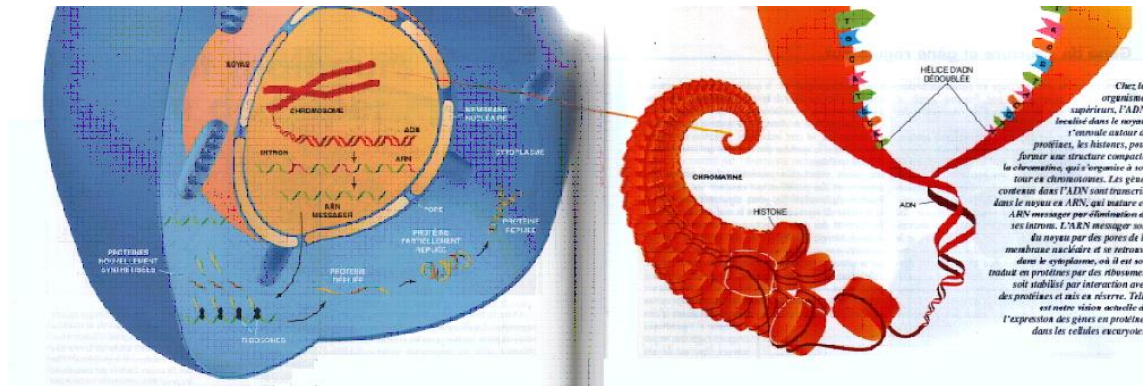 NOYAU
CHROMOSOME
MEMBRANE
NUCLÉAIRE
ADN
INTRON
ARN
CYTOPLASME
ARN
MESSAGER
PORE
PROTÉINE
REPLIÉE
PROTÉINE
PARTIELLEMENT
REPLIÉE
PROTÉINES
NOUVELLEMENT
SYNTHÉTISÉES
PROTÉINE
RIBOSOMES
T
G
A
T
HÉLICE D'ADN
DÉDOUBLÉE
CHROMATINE
HISTONE
ADN
Chez
organism
supérieurs, l'ADN
localisé dans le noyau
s'enroule autour
protéines, les histones, pou
former une structure compact
la chromatine, qui s'organise à so
tour en chromosomes. Les gène
contenus dans l'ADN sont transcri
dans le noyau en ARN, qui mature e
ARN messager par élimination d
ses introns. L'ARN messager so
du noyau par des pores de l
membrane nucléaire et se retrouv
dans le cytoplasme, où il est soi
traduit en protéines par des ribosome
soit stabilisé par interaction ave
des protéines et mis en réserve. Tell
est notre vision actuelle d
l'expression des gènes en protéine
dans les cellules eucaryote